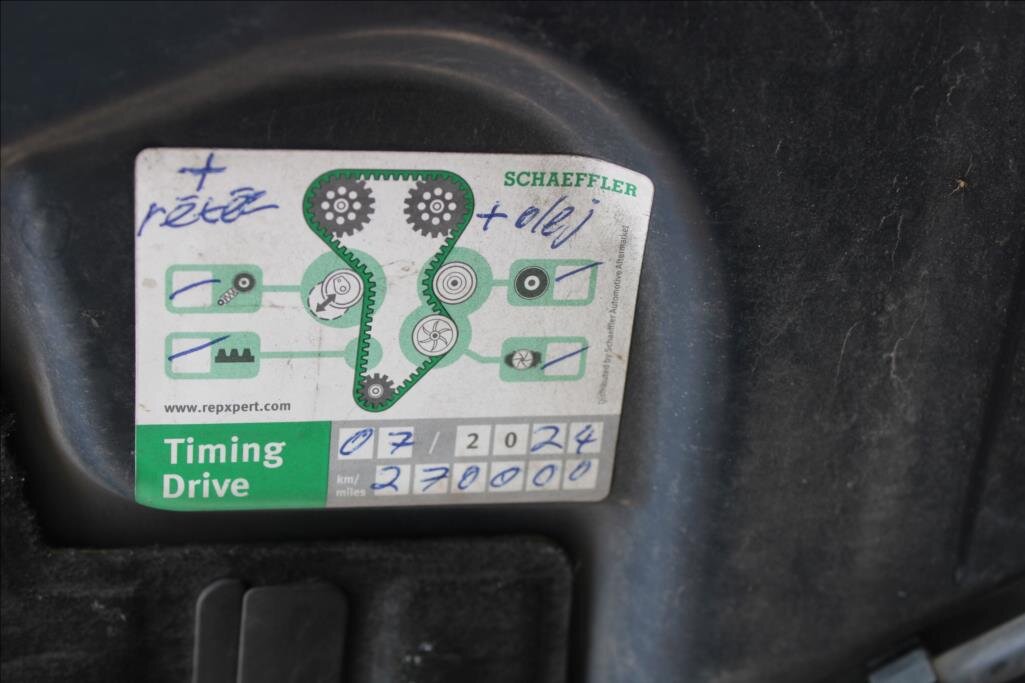 +
řetěz
SCHAEFFLER
+ olej
Distributed by Schaeffler Automotive Aftermarket
www.repxpert.com
Timing
Drive
07 / 2024
km/
miles
270000